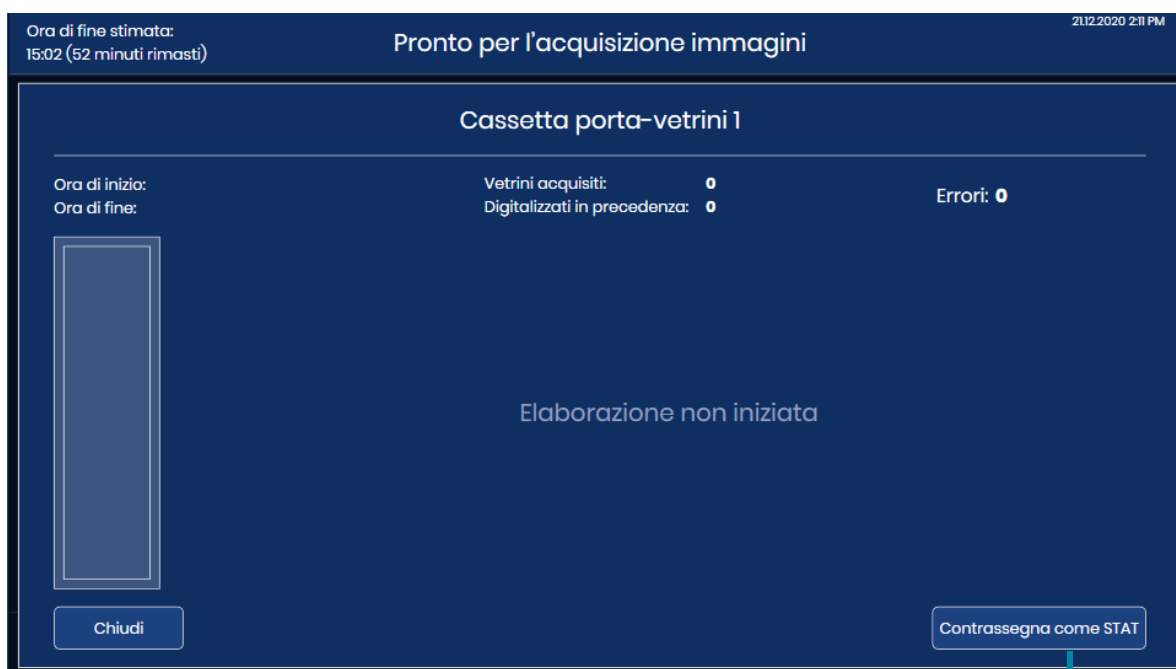 Ora di fine stimata:
15:02 (52 minuti rimasti)
Pronto per l'acquisizione immagini
21.12.2020 2:11 PM
Cassetta porta-vetrini 1
Ora di inizio:
Ora di fine:
Vetrini acquisiti: 0
Digitalizzati in precedenza: 0
Errori: 0
Elaborazione non iniziata
Chiudi
Contrassegna come STAT